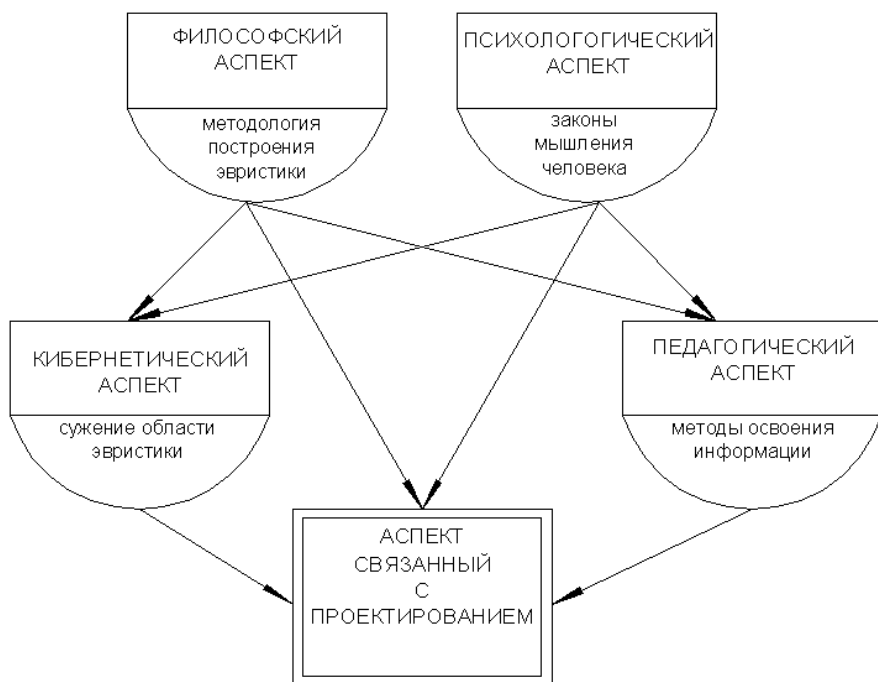 ФИЛОСОФСКИЙ
АСПЕКТ
методология
построения
эвристики
ПСИХОЛОГОГИЧЕСКИЙ
АСПЕКТ
законы
мышления
человека
КИБЕРНЕТИЧЕСКИЙ
АСПЕКТ
сужение области
эвристики
ПЕДАГОГИЧЕСКИЙ
АСПЕКТ
методы освоения
информации
АСПЕКТ
СВЯЗАННЫЙ
С
ПРОЕКТИРОВАНИЕМ